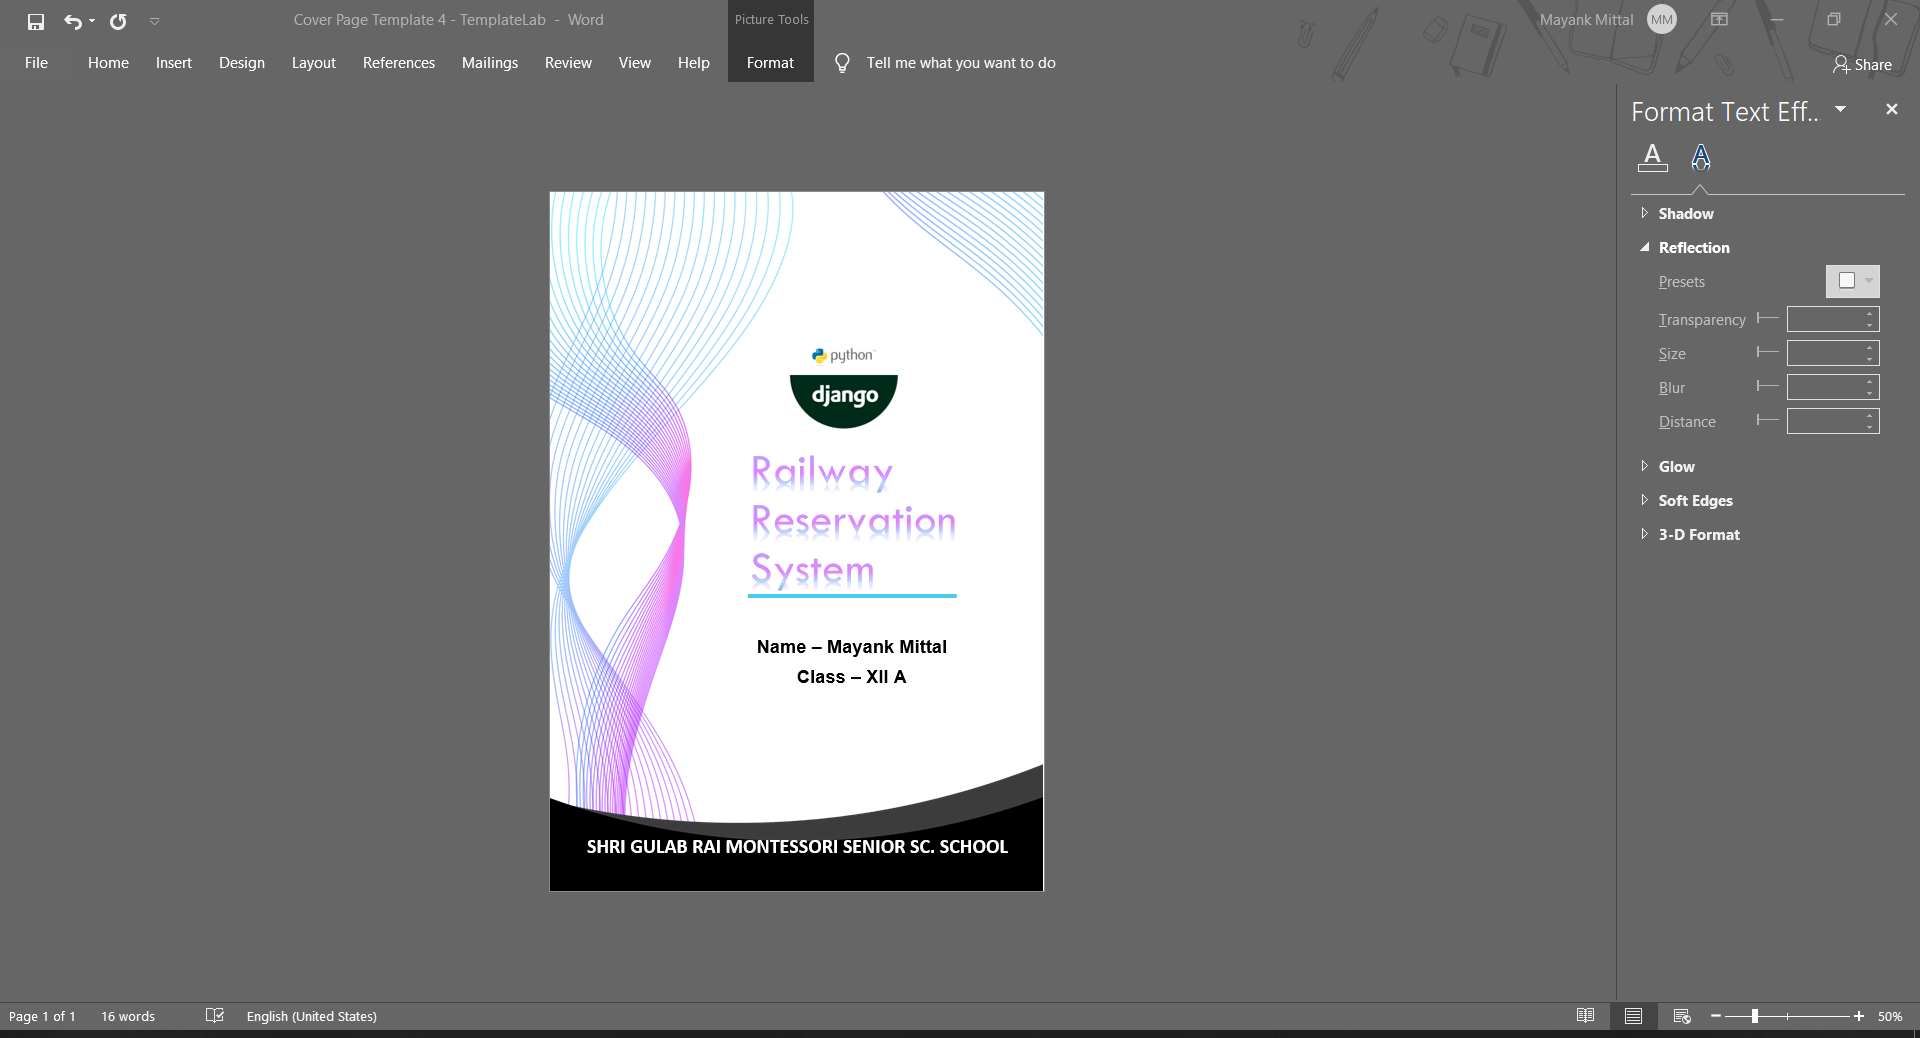 Cover Page Template 4 - TemplateLab - Word
Picture Tools
Mayank Mittal
MM
File Home Insert Design Layout References Mailings Review View Help Format Tell me what you want to do
Share
Format Text Eff...
A A
Shadow
Reflection
Presets
Transparency
Size
Blur
Distance
Glow
Soft Edges
3-D Format
python
django
Railway
Reservation
System
Name – Mayank Mittal
Class – XII A
SHRI GULAB RAI MONTESSORI SENIOR SC. SCHOOL
Page 1 of 1 16 words English (United States) 50%